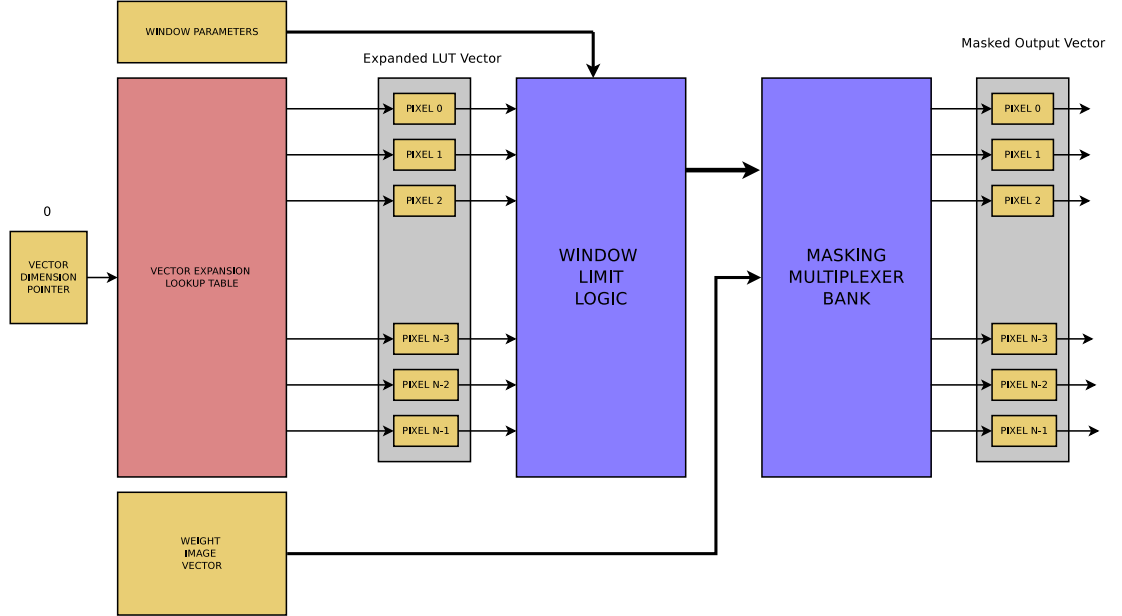 WINDOW PARAMETERS
Expanded LUT Vector
Masked Output Vector
PIXEL 0
PIXEL 1
PIXEL 2
PIXEL N-3
PIXEL N-2
PIXEL N-1
0
VECTOR
DIMENSION
POINTER
VECTOR EXPANSION
LOOKUP TABLE
WINDOW
LIMIT
LOGIC
MASKING
MULTIPLEXER
BANK
PIXEL 0
PIXEL 1
PIXEL 2
PIXEL N-3
PIXEL N-2
PIXEL N-1
WEIGHT
IMAGE
VECTOR